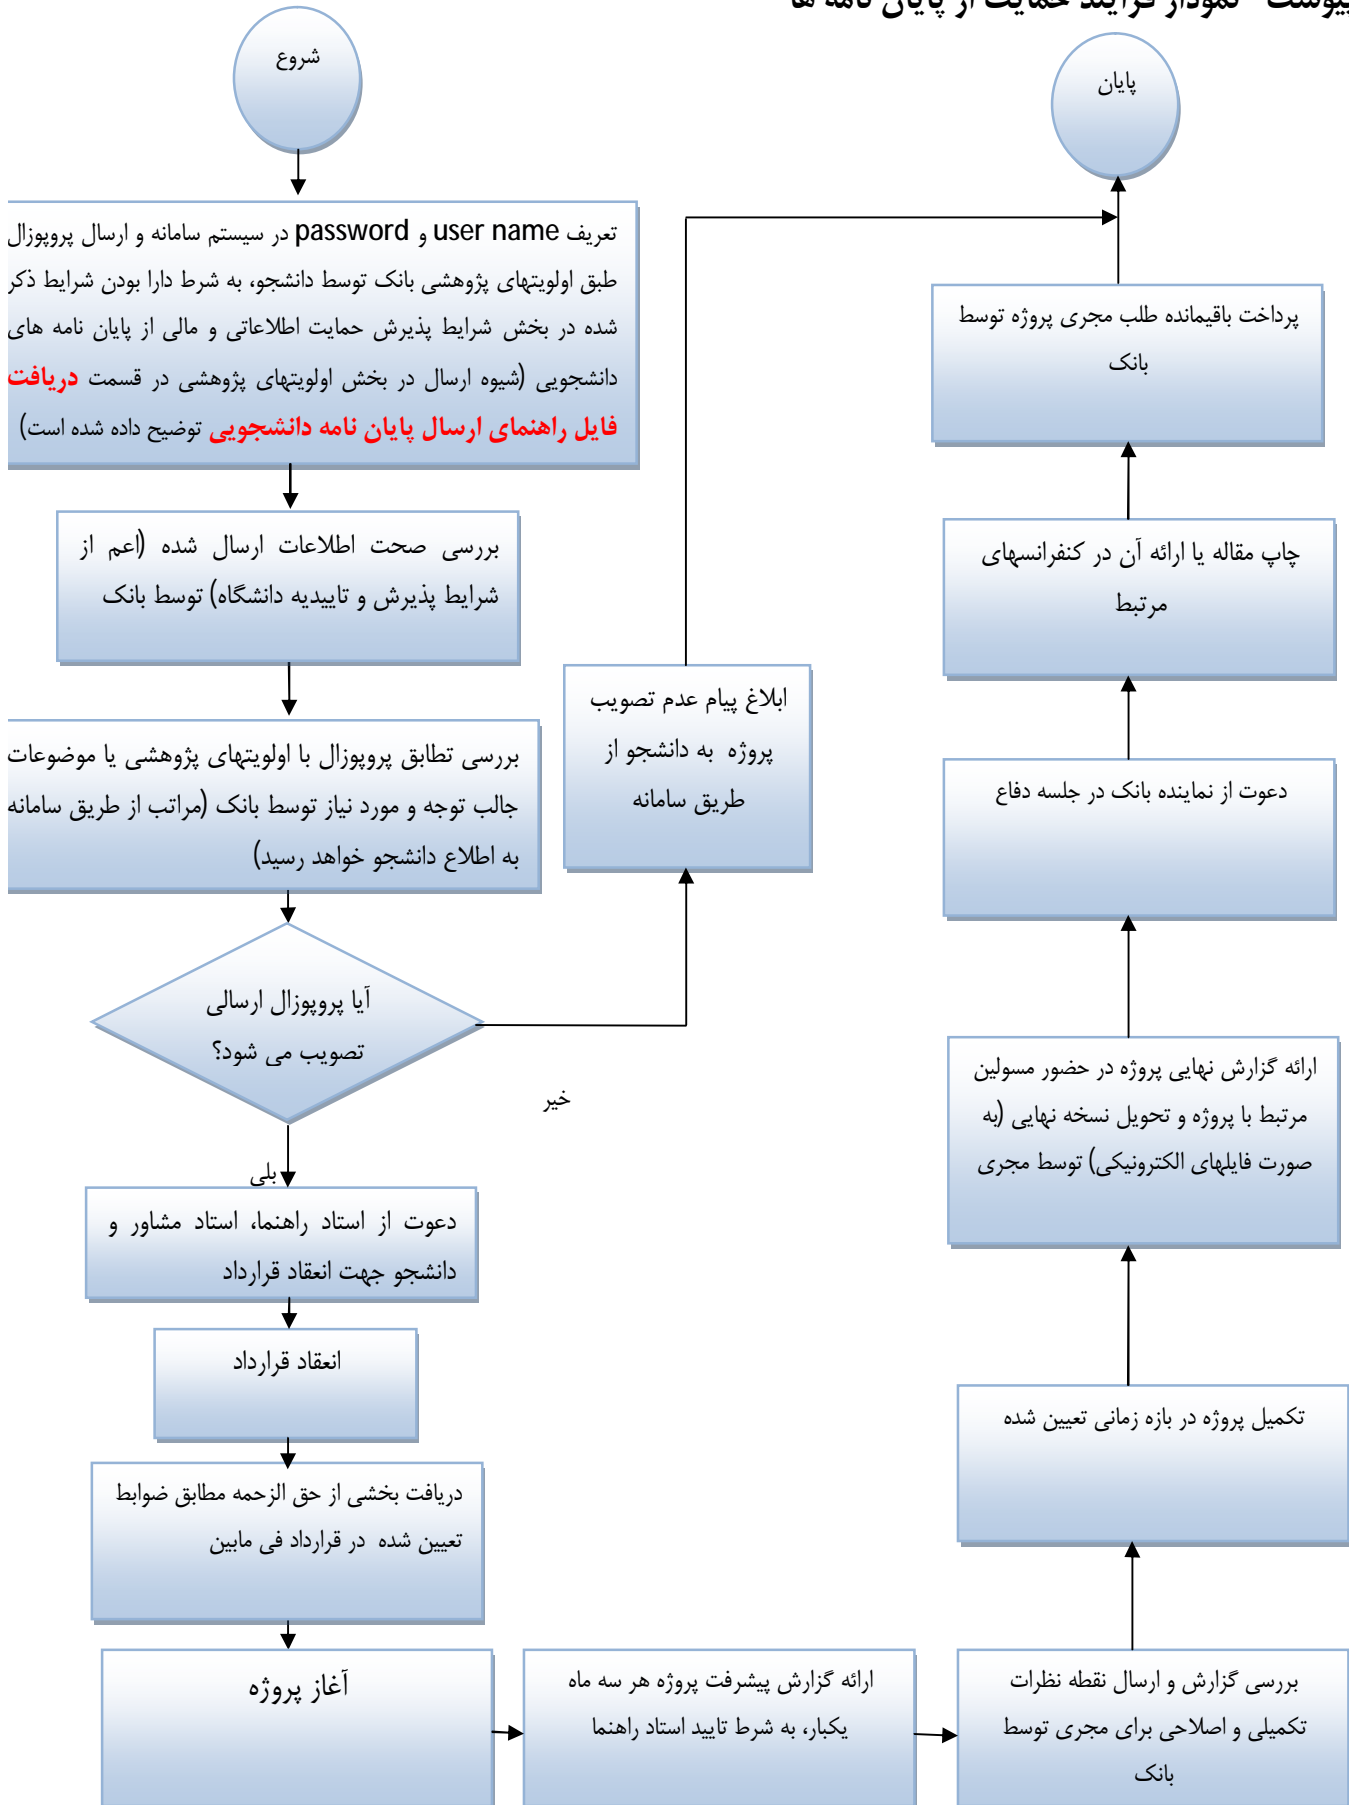 پیوست - نمودار فرآیند حمایت از پایان نامه ها
شروع
تعریف user name و password در سیستم سامانه و ارسال پروپوزال
طبق اولویتهای پژوهشی بانک توسط دانشجو، به شرط دارا بودن شرایط ذکر
شده در بخش شرایط پذیرش حمایت اطلاعاتی و مالی از پایان نامه های
دانشجویی (شیوه ارسال در بخش اولویتهای پژوهشی در قسمت دریافت
فایل راهنمای ارسال پایان نامه دانشجویی توضیح داده شده است)
بررسی صحت اطلاعات ارسال شده (اعم از
شرایط پذیرش و تاییدیه دانشگاه) توسط بانک
بررسی تطابق پروپوزال با اولویتهای پژوهشی یا موضوعات
جالب توجه و مورد نیاز توسط بانک (مراتب از طریق سامانه
به اطلاع دانشجو خواهد رسید)
آیا پروپوزال ارسالی
تصویب می شود؟
خیر
ابلاغ پیام عدم تصویب
پروژه به دانشجو از
طریق سامانه
بلی
دعوت از استاد راهنما، استاد مشاور و
دانشجو جهت انعقاد قرارداد
انعقاد قرارداد
دریافت بخشی از حق الزحمه مطابق ضوابط
تعیین شده در قرارداد فی مابین
آغاز پروژه
ارائه گزارش پیشرفت پروژه هر سه ماه
یکبار، به شرط تایید استاد راهنما
بررسی گزارش و ارسال نقطه نظرات
تکمیلی و اصلاحی برای مجری توسط
بانک
تکمیل پروژه در بازه زمانی تعیین شده
ارائه گزارش نهایی پروژه در حضور مسولین
مرتبط با پروژه و تحویل نسخه نهایی (به
صورت فایلهای الکترونیکی) توسط مجری
دعوت از نماینده بانک در جلسه دفاع
چاپ مقاله یا ارائه آن در کنفرانسهای
مرتبط
پرداخت باقیمانده طلب مجری پروژه توسط
بانک
پایان